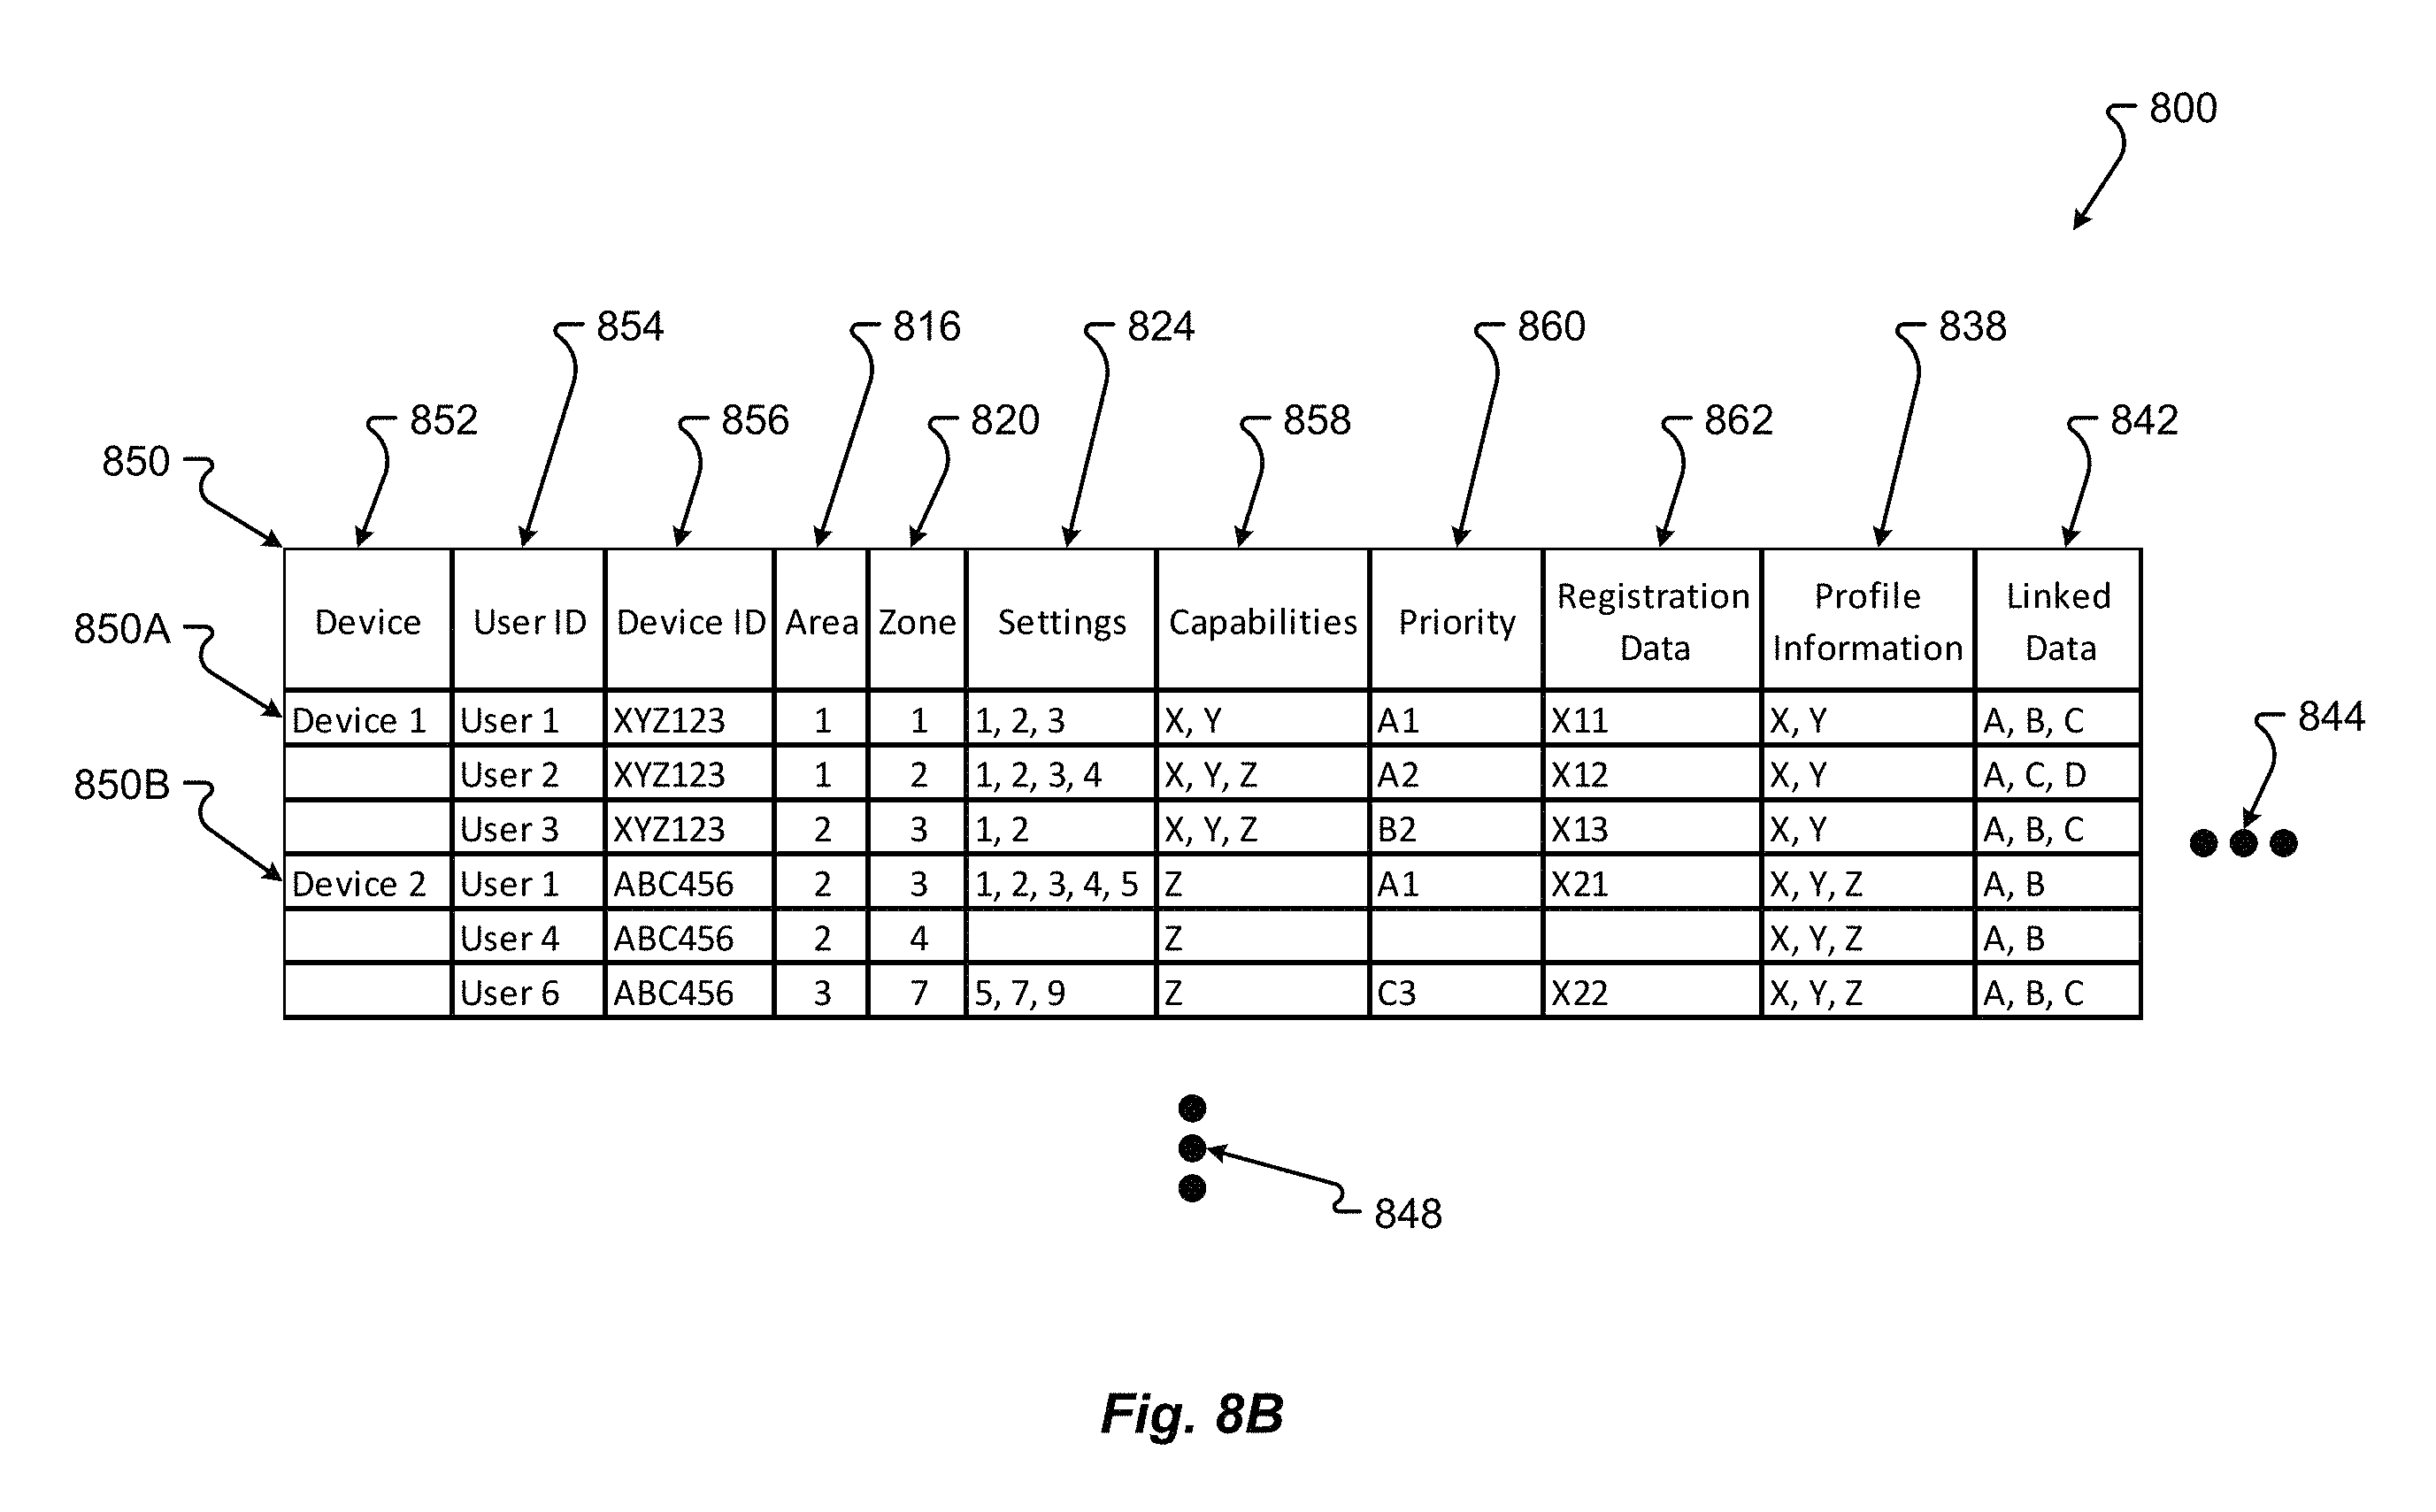 800
854 816 824 860 838
852 856 820 858 862 842
850
Device User ID Device ID Area Zone Settings Capabilities Priority Registration Data Profile Information Linked Data
850A
Device 1 User 1 XYZ123 1 1 1, 2, 3 X, Y A1 X11 X, Y A, B, C
844
User 2 XYZ123 1 2 1, 2, 3, 4 X, Y, Z A2 X12 X, Y A, C, D
850B
User 3 XYZ123 2 3 1, 2 X, Y, Z B2 X13 X, Y A, B, C
Device 2 User 1 ABC456 2 3 1, 2, 3, 4, 5 Z A1 X21 X, Y, Z A, B
User 4 ABC456 2 4 Z X, Y, Z A, B
User 6 ABC456 3 7 5, 7, 9 Z C3 X22 X, Y, Z A, B, C
848
Fig. 8B